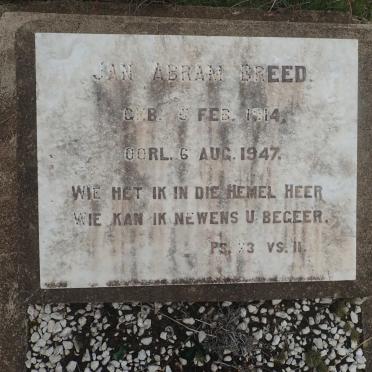 JAN ABRAM BREED.
GEB. 5 FEB. 1914.
OORL. 6 AUG. 1947.
WIE HET IK IN DIE HEMEL HEER
WIE KAN IK NEWENS U BEGEER.
PS. 73 VS. 11.